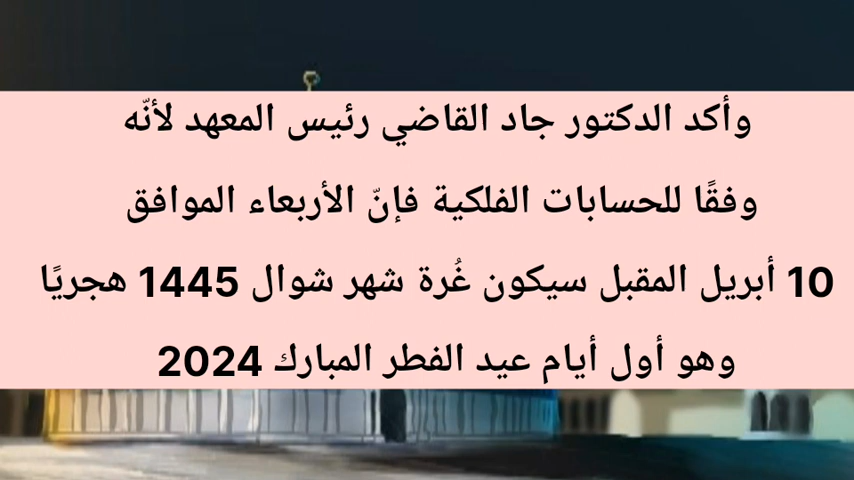 وأكد الدكتور جاد القاضي رئيس المعهد لأنّه
وفقًا للحسابات الفلكية فإنّ الأربعاء الموافق
10 أبريل المقبل سيكون غُرة شهر شوال 1445 هجريًا
وهو أول أيام عيد الفطر المبارك 2024